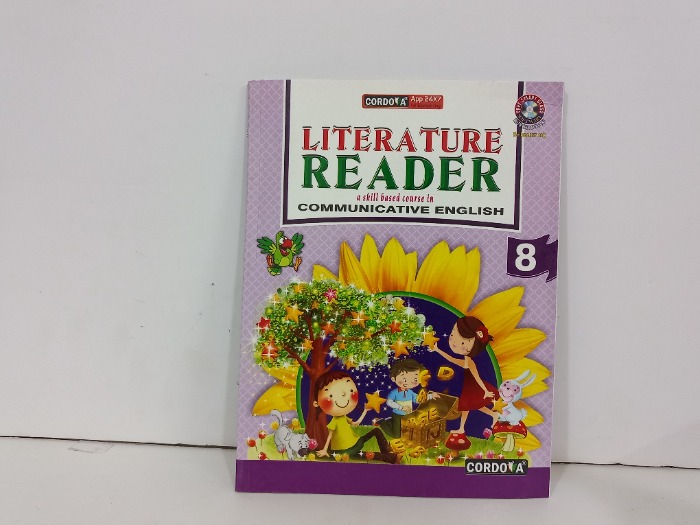 CORDOVA App 24X7
LITERATURE
READER
a skill based course in
COMMUNICATIVE ENGLISH
8
CORDOVA